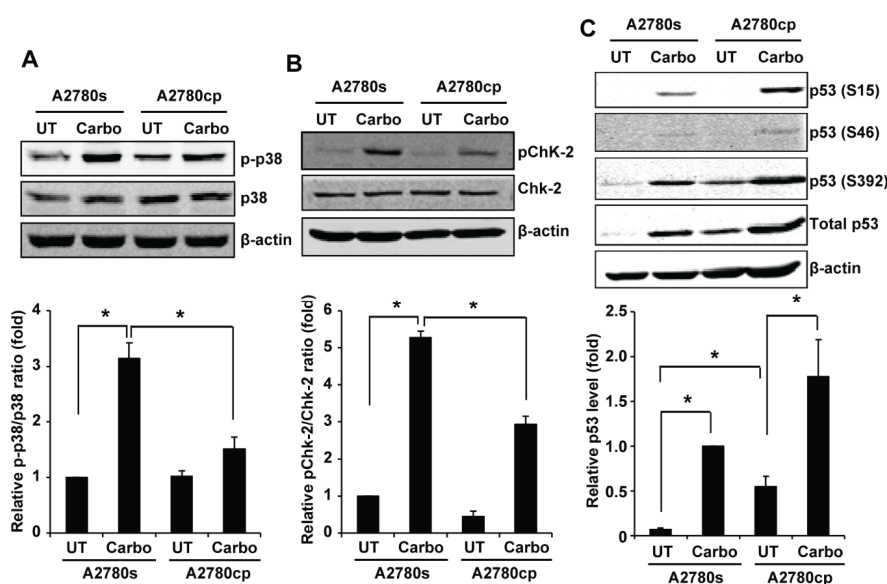 A
A2780s A2780cp
UT Carbo UT Carbo
p-p38
p38
β-actin
Relative p-p38/p38 ratio (fold)
4
3
2
1
0
* *
UT Carbo UT Carbo
A2780s A2780cp
B
A2780s A2780cp
UT Carbo UT Carbo
pChK-2
Chk-2
β-actin
Relative pChk-2/Chk-2 ratio (fold)
6
5
4
3
2
1
0
* *
UT Carbo UT Carbo
A2780s A2780cp
C
A2780s A2780cp
UT Carbo UT Carbo
p53 (S15)
p53 (S46)
p53 (S392)
Total p53
β-actin
Relative p53 level (fold)
2.5
2.0
1.5
1.0
0.5
0
*
*
*
UT Carbo UT Carbo
A2780s A2780cp